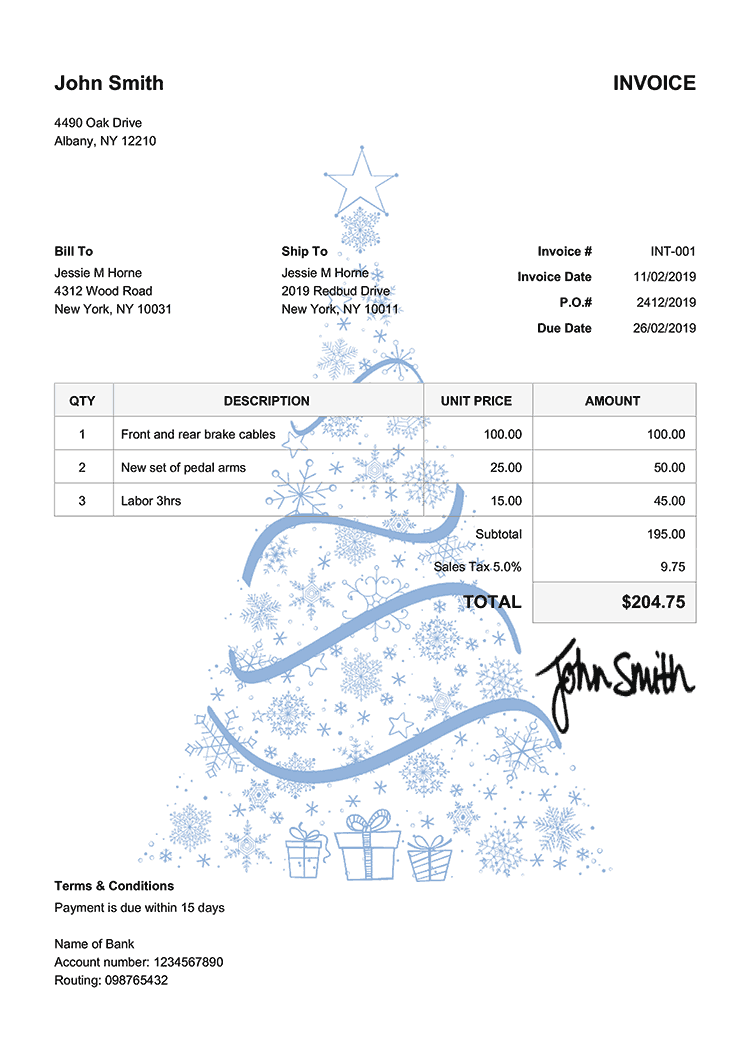 John Smith
INVOICE
4490 Oak Drive
Albany, NY 12210
Bill To
Jessie M Horne
4312 Wood Road
New York, NY 10031
Ship To
Jessie M Horne
2019 Redbud Drive
New York, NY 10011
Invoice # INT-001
Invoice Date 11/02/2019
P.O.# 2412/2019
Due Date 26/02/2019
QTY DESCRIPTION UNIT PRICE AMOUNT
1 Front and rear brake cables 100.00 100.00
2 New set of pedal arms 25.00 50.00
3 Labor 3hrs 15.00 45.00
Subtotal 195.00
Sales Tax 5.0% 9.75
TOTAL $204.75
John Smith
Terms & Conditions
Payment is due within 15 days
Name of Bank
Account number: 1234567890
Routing: 098765432